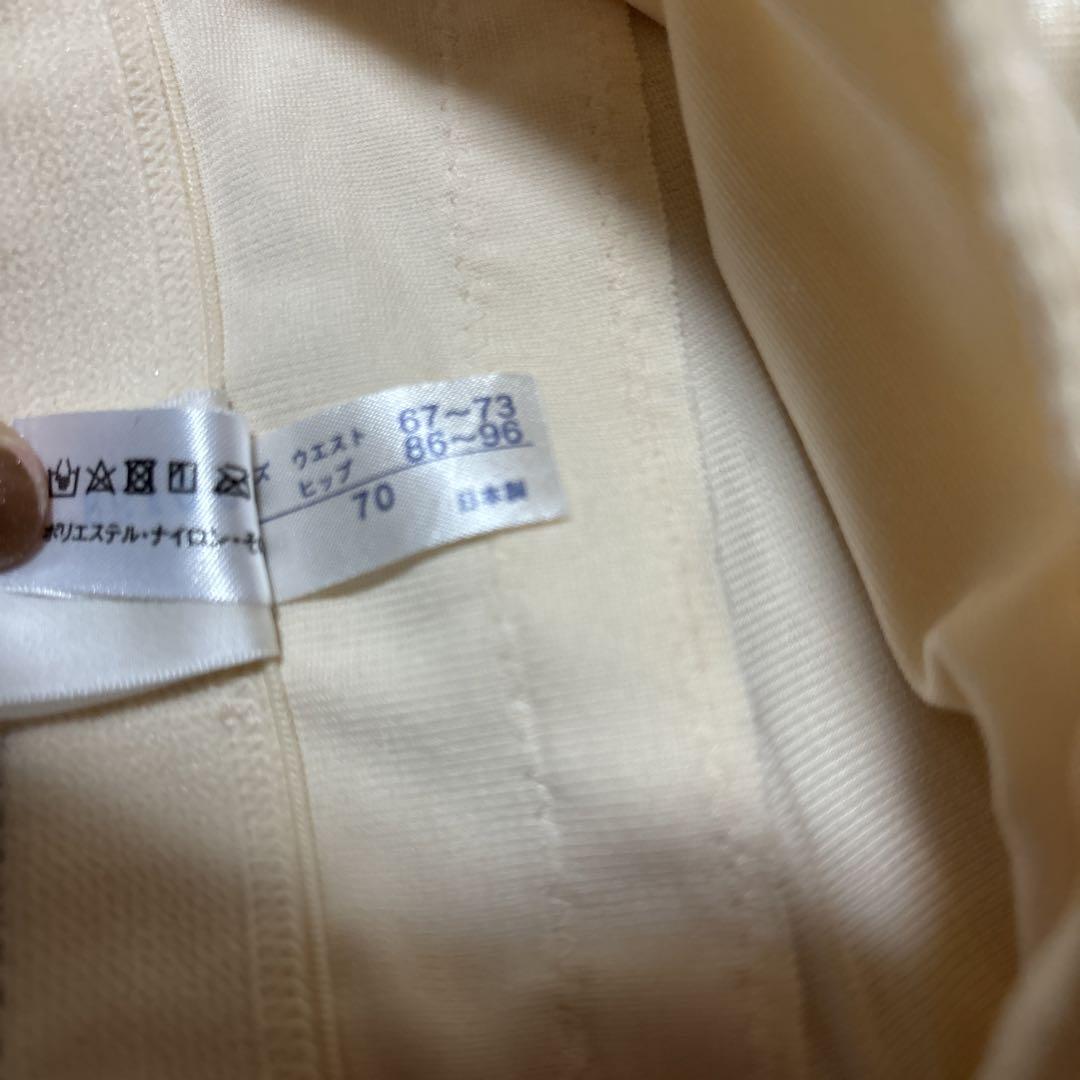 ズ ウエスト 67～73
ヒップ 86～96
70 日本製
ポリエステル・ナイロン・そ